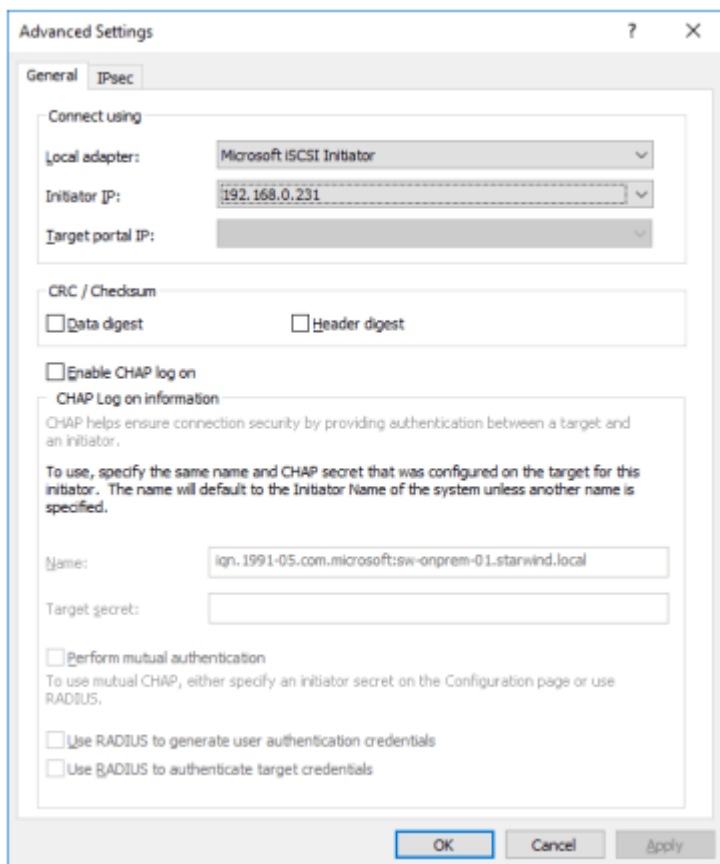 Advanced Settings
?
General
IPsec
Connect using
Local adapter:
Microsoft iSCSI Initiator
Initiator IP:
192.168.0.231
Target portal IP:
CRC / Checksum
Data digest
Header digest
Enable CHAP log on
CHAP Log on information
CHAP helps ensure connection security by providing authentication between a target and
an initiator.
To use, specify the same name and CHAP secret that was configured on the target for this
initiator. The name will default to the Initiator Name of the system unless another name is
specified.
Name:
iqn.1991-05.com.microsoft:sw-onprem-01.starwind.local
Target secret:
Perform mutual authentication
To use mutual CHAP, either specify an initiator secret on the Configuration page or use
RADIUS.
Use RADIUS to generate user authentication credentials
Use RADIUS to authenticate target credentials
OK
Cancel
Apply